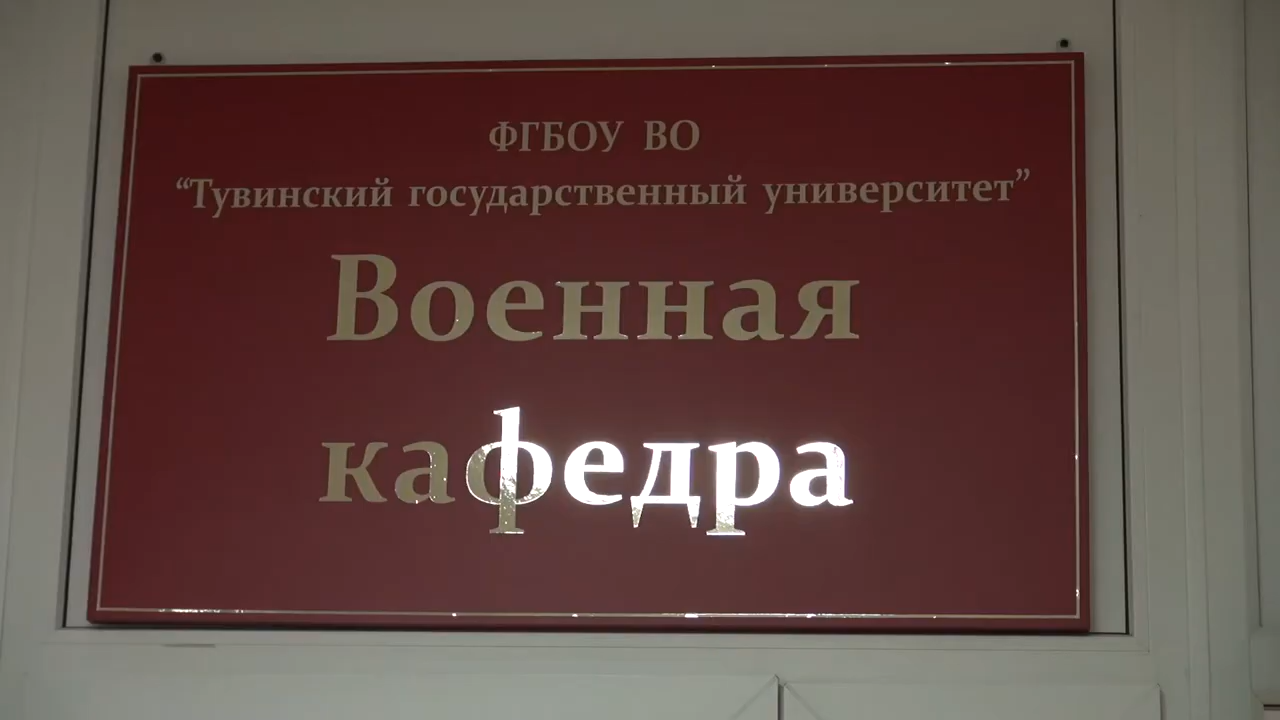 ФГБОУ ВО
“Тувинский государственный университет”
Военная
кафедра